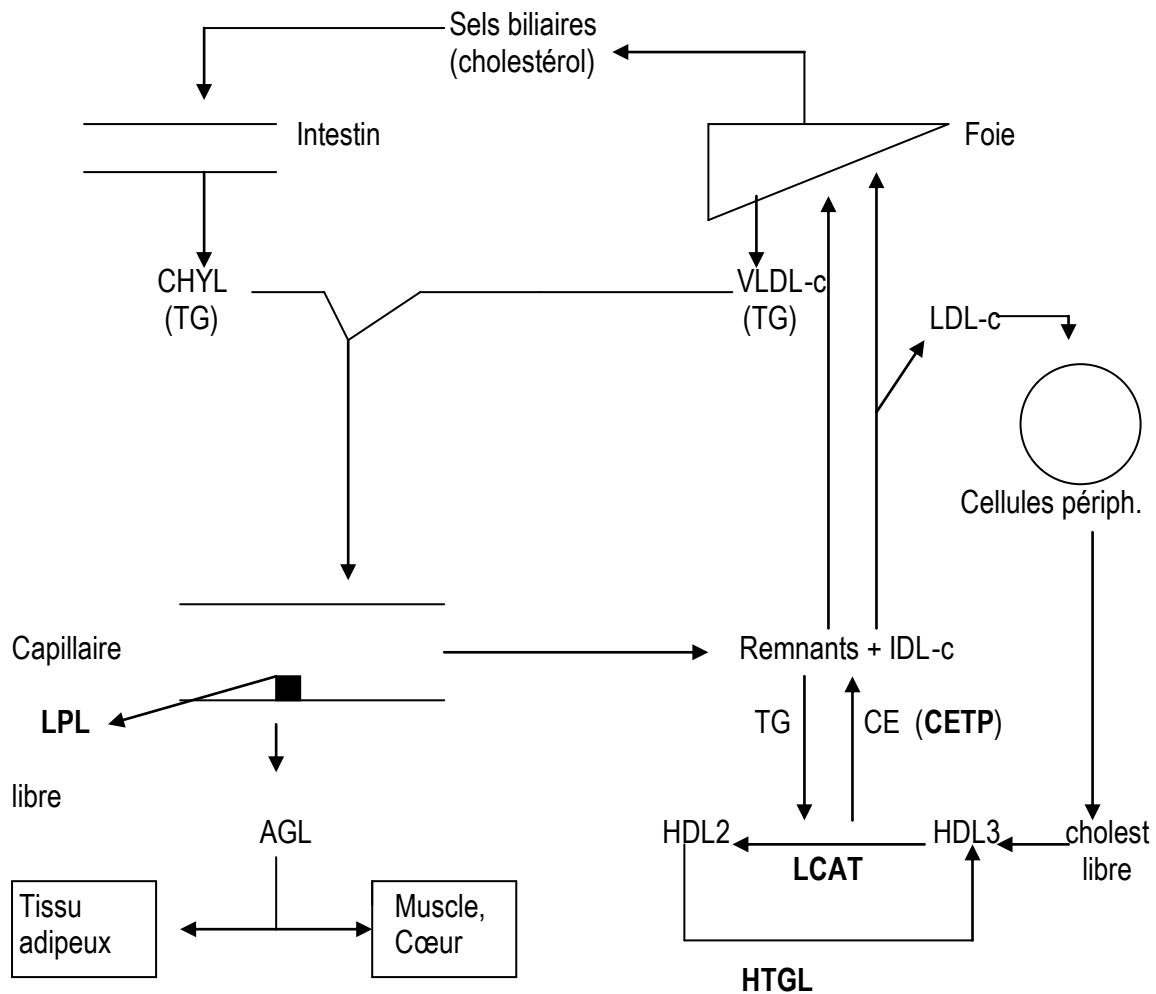 Sels biliaires
(cholestérol)
Intestin
Foie
CHYL
(TG)
VLDL-c
(TG)
LDL-c
Cellules périph.
Capillaire
Remnants + IDL-c
LPL
TG
CE (CETP)
libre
AGL
HDL2
HDL3
cholest
libre
LCAT
Tissu
adipeux
Muscle,
Cœur
HTGL